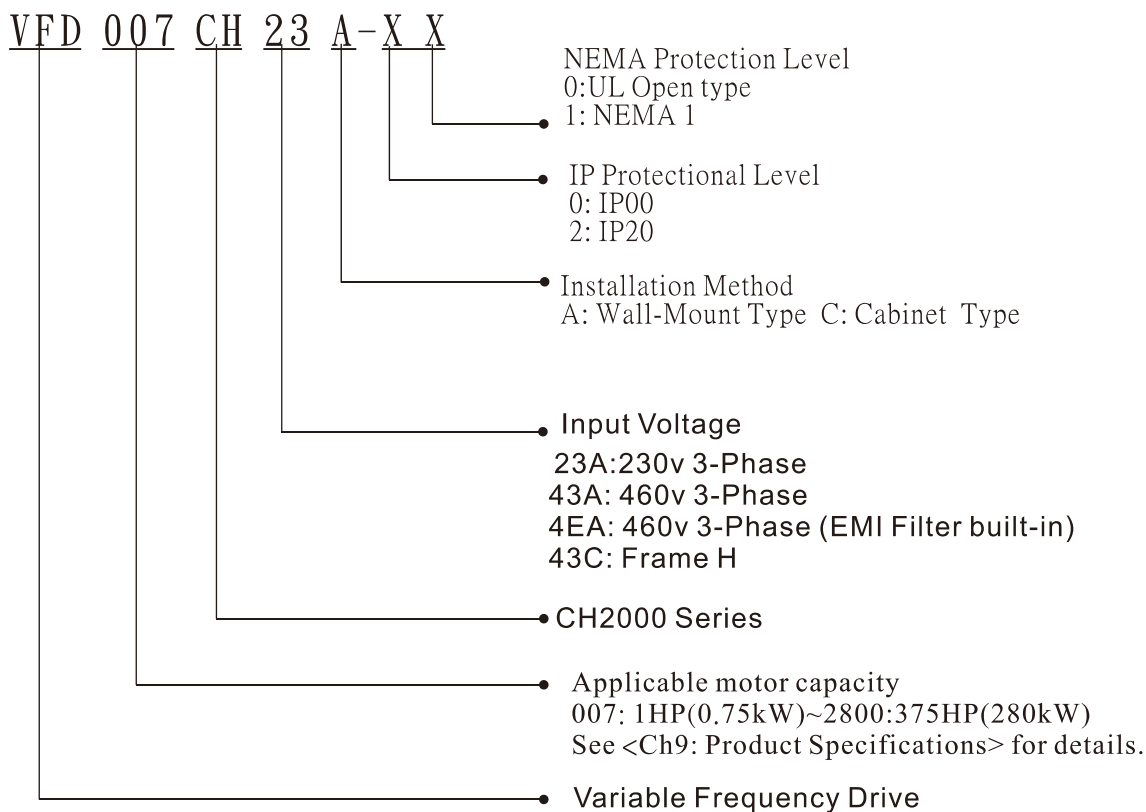 VFD 007 CH 23 A-X X
NEMA Protection Level
0:UL Open type
1: NEMA 1
IP Protectional Level
0: IP00
2: IP20
Installation Method
A: Wall-Mount Type C: Cabinet Type
Input Voltage
23A:230v 3-Phase
43A: 460v 3-Phase
4EA: 460v 3-Phase (EMI Filter built-in)
43C: Frame H
CH2000 Series
Applicable motor capacity
007: 1HP(0.75kW)~2800:375HP(280kW)
See <Ch9: Product Specifications> for details.
Variable Frequency Drive